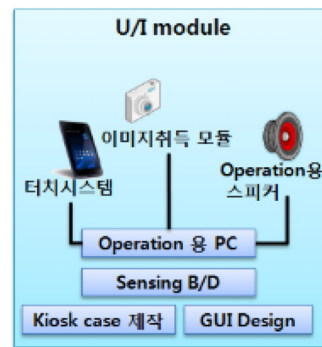 U/I module
이미지취득 모듈
터치시스템
Operation용
스피커
Operation 용 PC
Sensing B/D
Kiosk case 제작
GUI Design